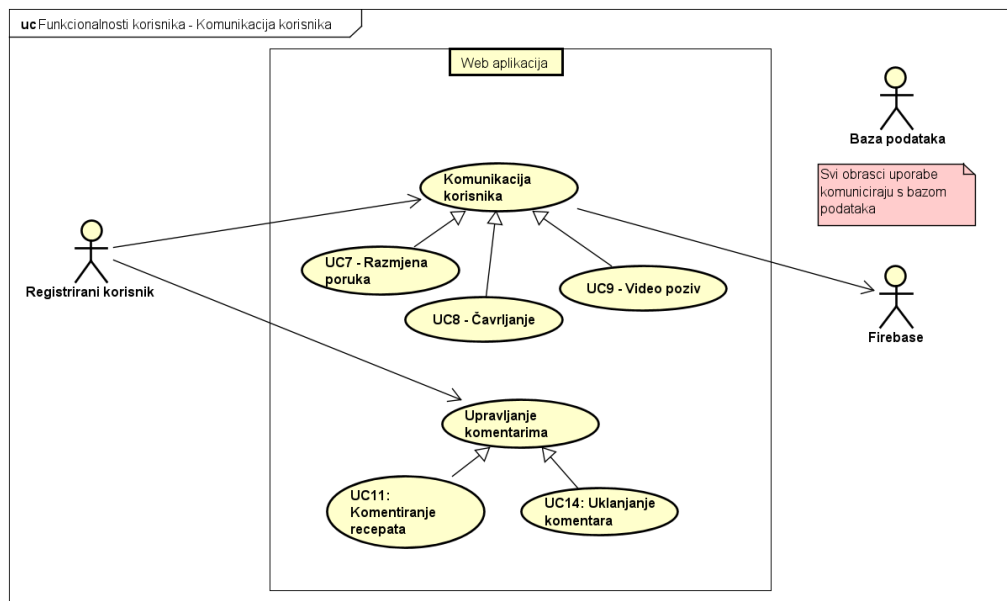 uc Funkcionalnosti korisnika - Komunikacija korisnika
Web aplikacija
Baza podataka
Svi obrasci uporabe
komuniciraju s bazom
podataka
Komunikacija
korisnika
Registrirani korisnik
UC7 - Razmjena
poruka
UC8 - Čavrljanje
UC9 - Video poziv
Firebase
Upravljanje
komentarima
UC11:
Komentiranje
recepata
UC14: Uklanjanje
komentara